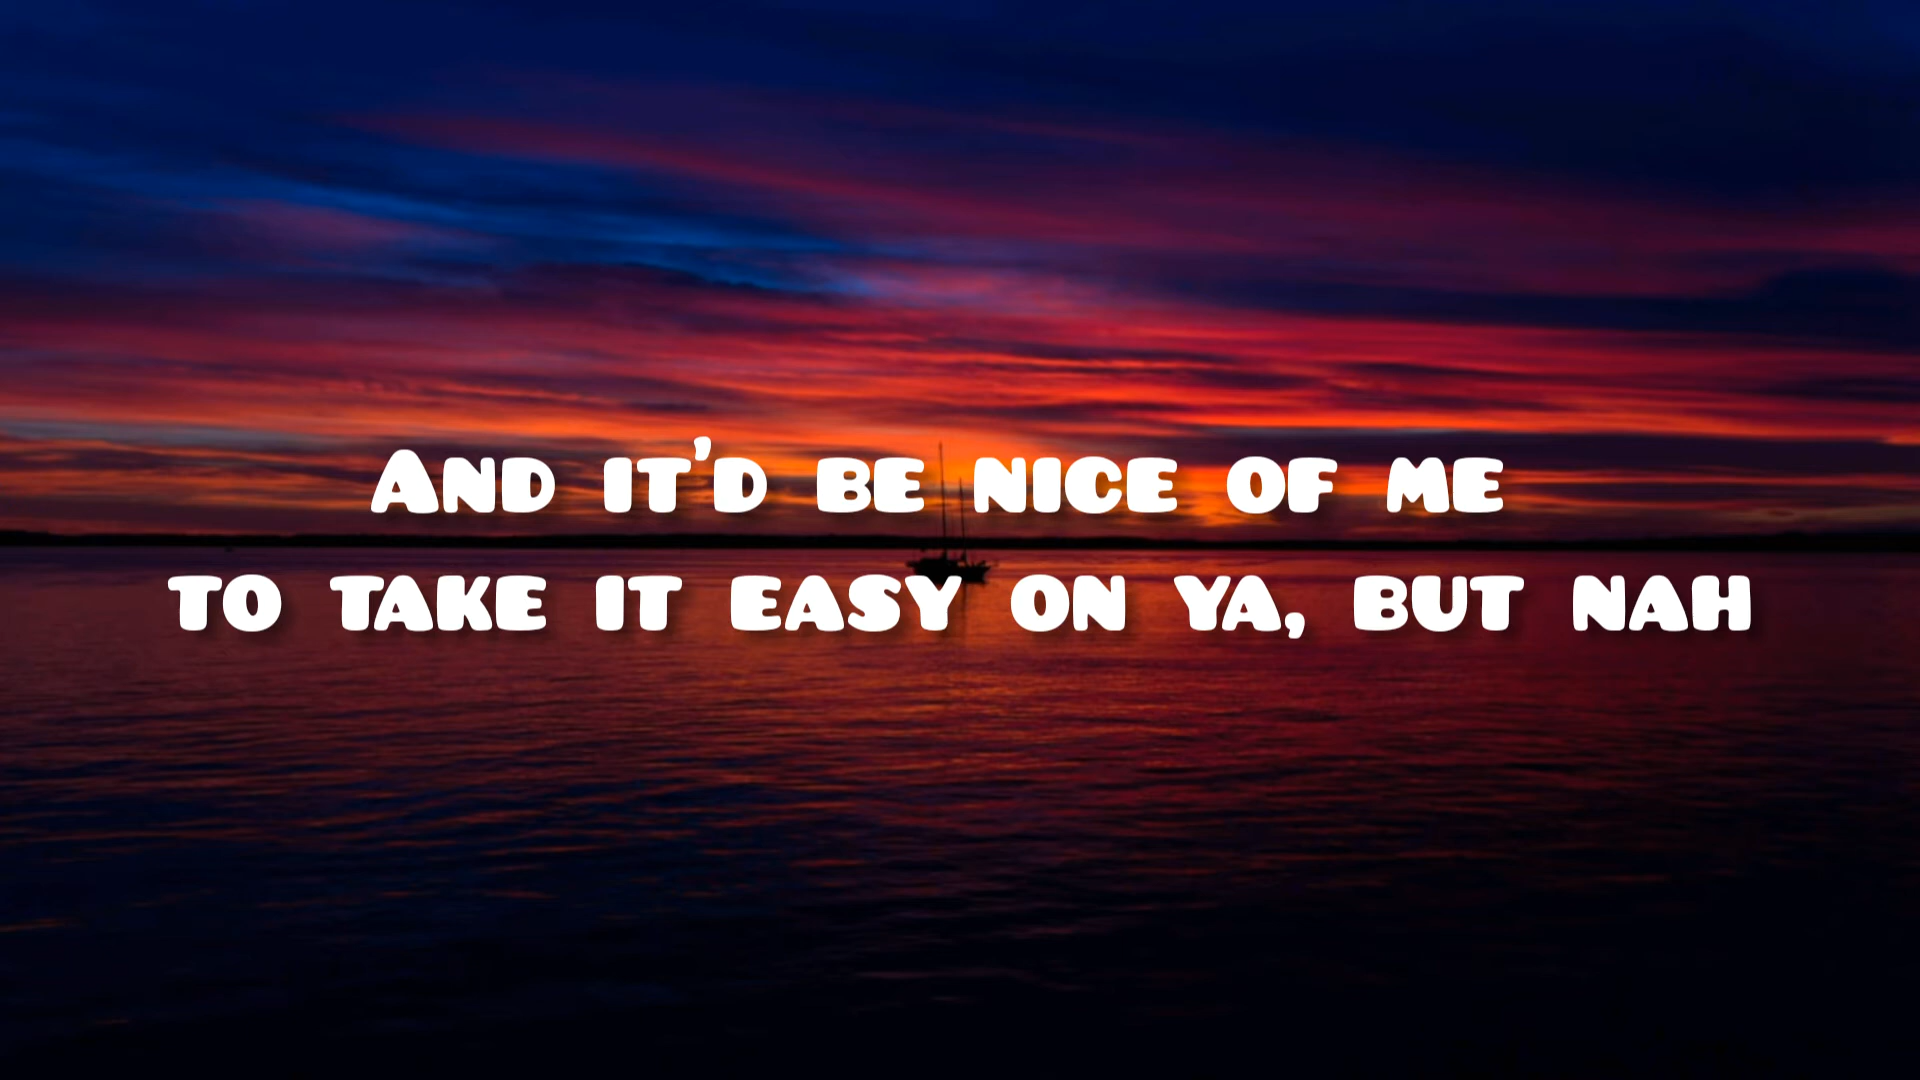 And it'd be nice of me
to take it easy on ya, but nah